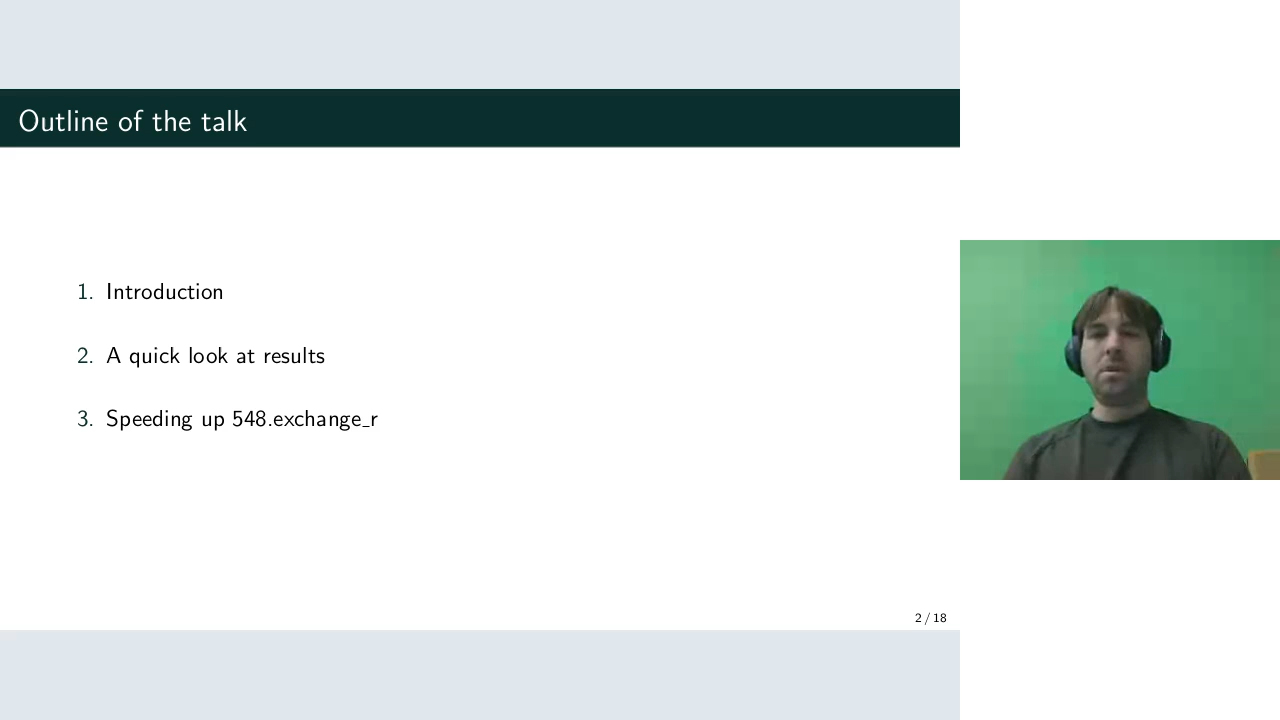 Outline of the talk
1. Introduction
2. A quick look at results
3. Speeding up 548.exchange_r
2 / 18